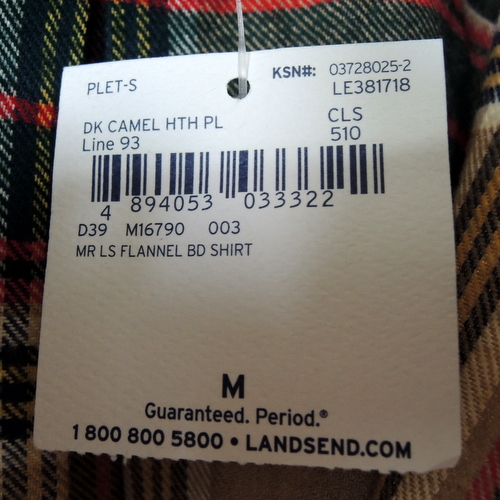 PLET-S
KSN#: 03728025-2
LE381718
DK CAMEL HTH PL
CLS
Line 93
510
4 894053 033322
D39 M16790 003
MR LS FLANNEL BD SHIRT
M
Guaranteed. Period.®
1 800 800 5800 • LANDSEND.COM